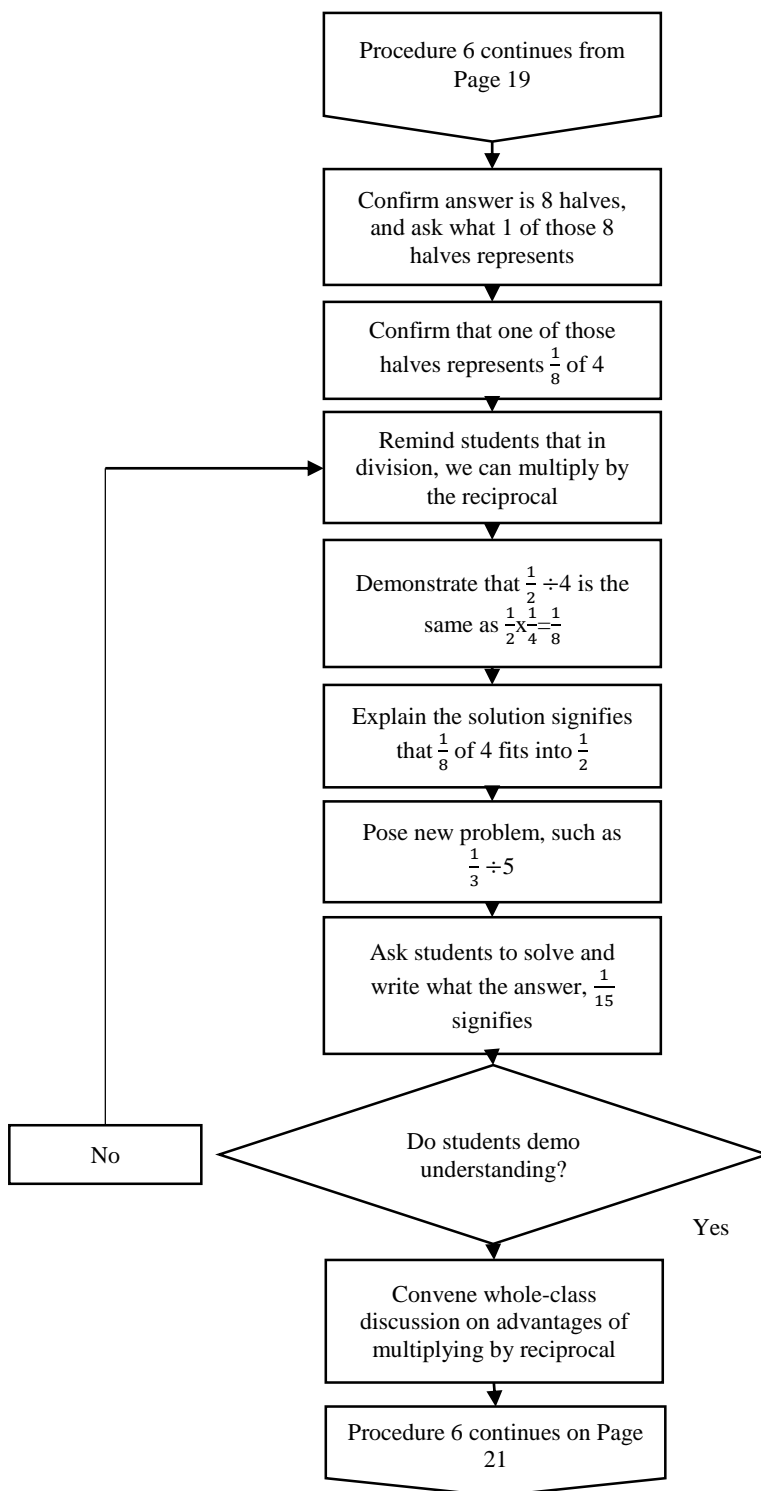 Procedure 6 continues from
Page 19
Confirm answer is 8 halves,
and ask what 1 of those 8
halves represents
Confirm that one of those
halves represents 1/8 of 4
Remind students that in
division, we can multiply by
the reciprocal
Demonstrate that 1/2 ÷4 is the
same as 1/2x1/4=1/8
Explain the solution signifies
that 1/8 of 4 fits into 1/2
Pose new problem, such as
1/3 ÷5
Ask students to solve and
write what the answer, 1/15
signifies
No
Do students demo
understanding?
Yes
Convene whole-class
discussion on advantages of
multiplying by reciprocal
Procedure 6 continues on Page
21